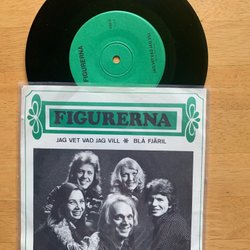 FIGURERNA
FIGURERNA
JAG VET VAD JAG VILL ✻ BLÅ FJÄRIL